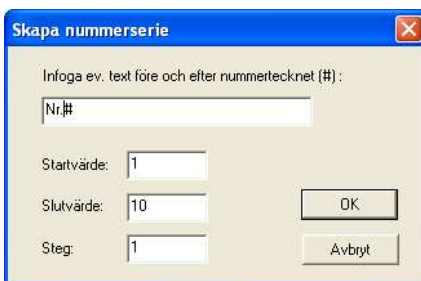 Skapa nummerserie
Infoga ev. text före och efter nummertecknet (#) :
Nr.#
Startvärde: 1
Slutvärde: 10
OK
Steg: 1
Avbryt